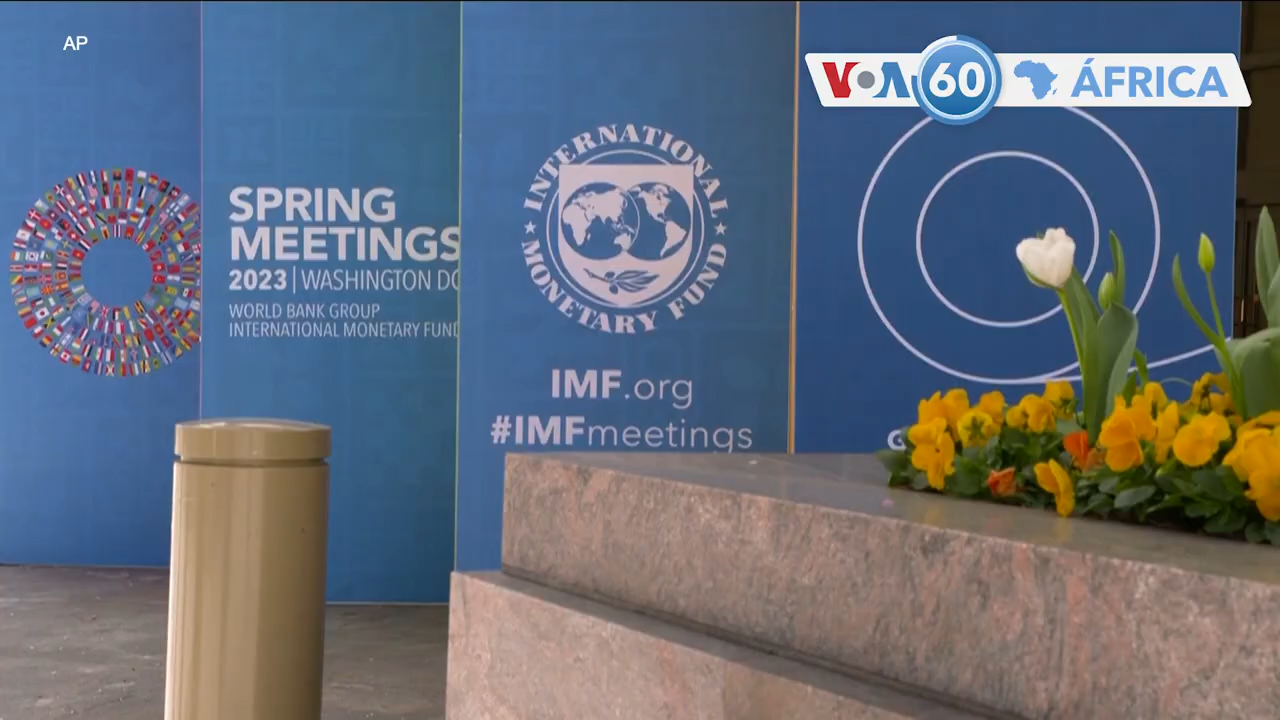 AP
VOA 60 ÁFRICA
SPRING
MEETINGS
2023 | WASHINGTON DC
WORLD BANK GROUP
INTERNATIONAL MONETARY FUND
INTERNATIONAL
MONETARY FUND
IMF.org
#IMFmeetings
G